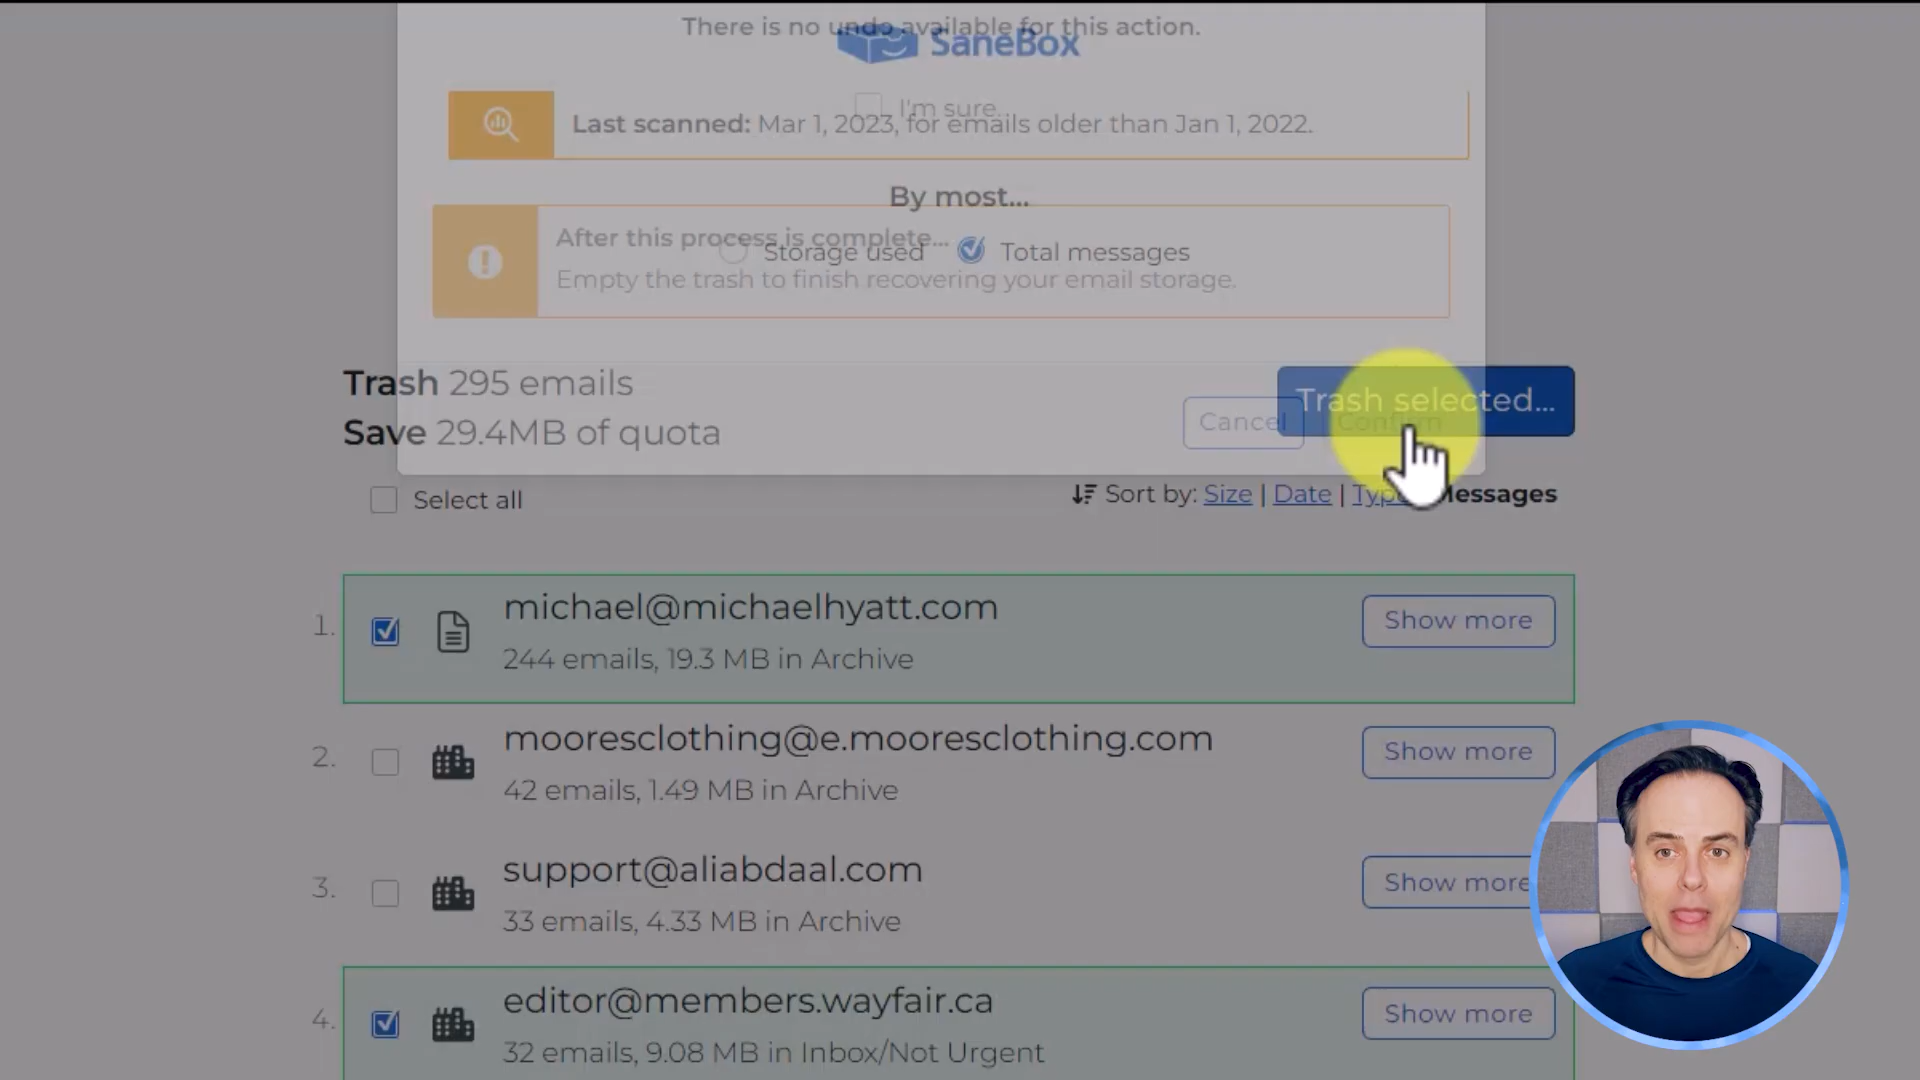 There is no undo available for this action.
SaneBox
I'm sure.
Last scanned: Mar 1, 2023, for emails older than Jan 1, 2022.
By most...
After this process is complete...
Storage used
Total messages
Empty the trash to finish recovering your email storage.
Trash 295 emails
Trash selected...
Cancel
Confirm
Save 29.4MB of quota
Select all
Sort by: Size | Date | Type Messages
1.
michael@michaelhyatt.com
Show more
244 emails, 19.3 MB in Archive
2.
mooresclothing@e.mooresclothing.com
Show more
42 emails, 1.49 MB in Archive
3.
support@aliabdaal.com
Show more
33 emails, 4.33 MB in Archive
4.
editor@members.wayfair.ca
Show more
32 emails, 9.08 MB in Inbox/Not Urgent